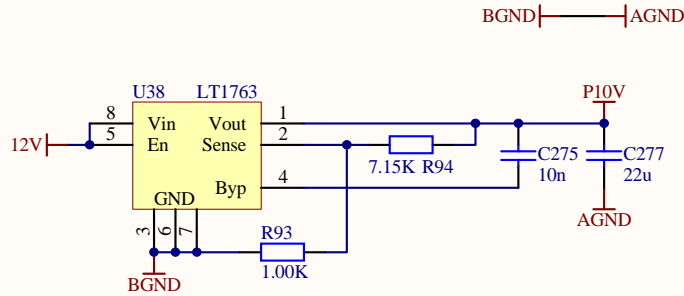 BGND AGND
U38 LT1763
P10V
8 Vin Vout 1
12V 5 En Sense 2
7.15K R94
C275 C277
10n 22u
Byp 4
GND
3 6 7
AGND
R93
1.00K
BGND